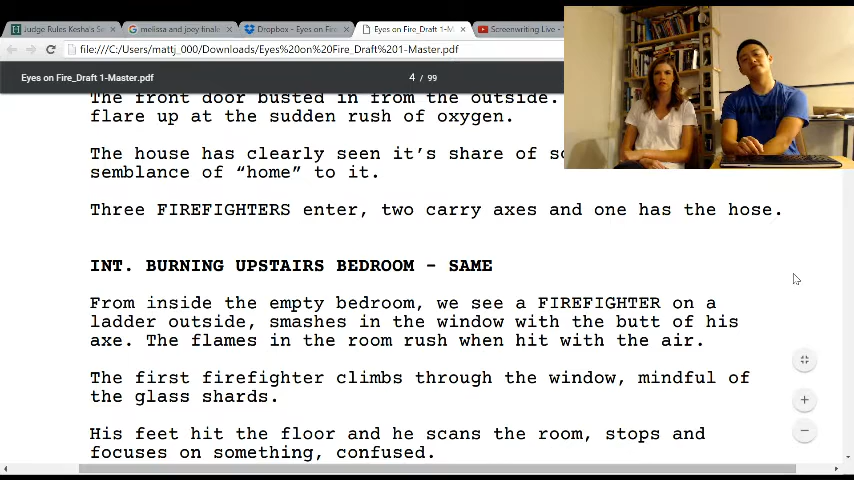 Judge Rules Kesha's Se
melissa and joey finale
Dropbox - Eyes on Fire_
Eyes on Fire_Draft 1-M
Screenwriting Live -
file:///C:/Users/mattj_000/Downloads/Eyes%20on%20Fire_Draft%201-Master.pdf
Eyes on Fire_Draft 1-Master.pdf
4 / 99
The front door busted in from the outside.
flare up at the sudden rush of oxygen.
The house has clearly seen it's share of so
semblance of "home" to it.
Three FIREFIGHTERS enter, two carry axes and one has the hose.
INT. BURNING UPSTAIRS BEDROOM - SAME
From inside the empty bedroom, we see a FIREFIGHTER on a
ladder outside, smashes in the window with the butt of his
axe. The flames in the room rush when hit with the air.
The first firefighter climbs through the window, mindful of
the glass shards.
His feet hit the floor and he scans the room, stops and
focuses on something, confused.